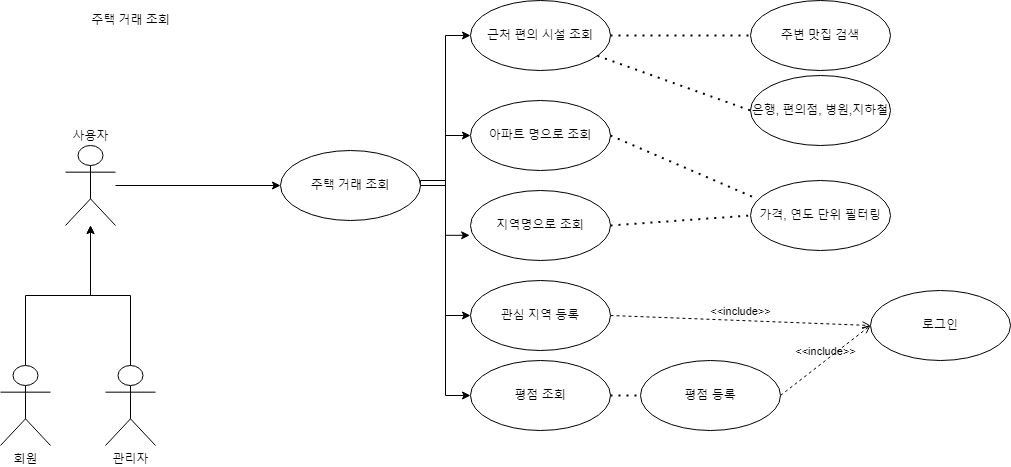 주택 거래 조회
근처 편의 시설 조회
주변 맛집 검색
은행, 편의점, 병원,지하철
사용자
아파트 명으로 조회
주택 거래 조회
지역명으로 조회
가격, 연도 단위 필터링
관심 지역 등록
<<include>>
로그인
<<include>>
평점 조회
평점 등록
회원
관리자